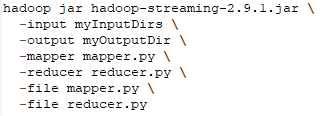 hadoop jar hadoop-streaming-2.9.1.jar \
  -input myInputDirs \
  -output myOutputDir \
  -mapper mapper.py \
  -reducer reducer.py \
  -file mapper.py \
  -file reducer.py